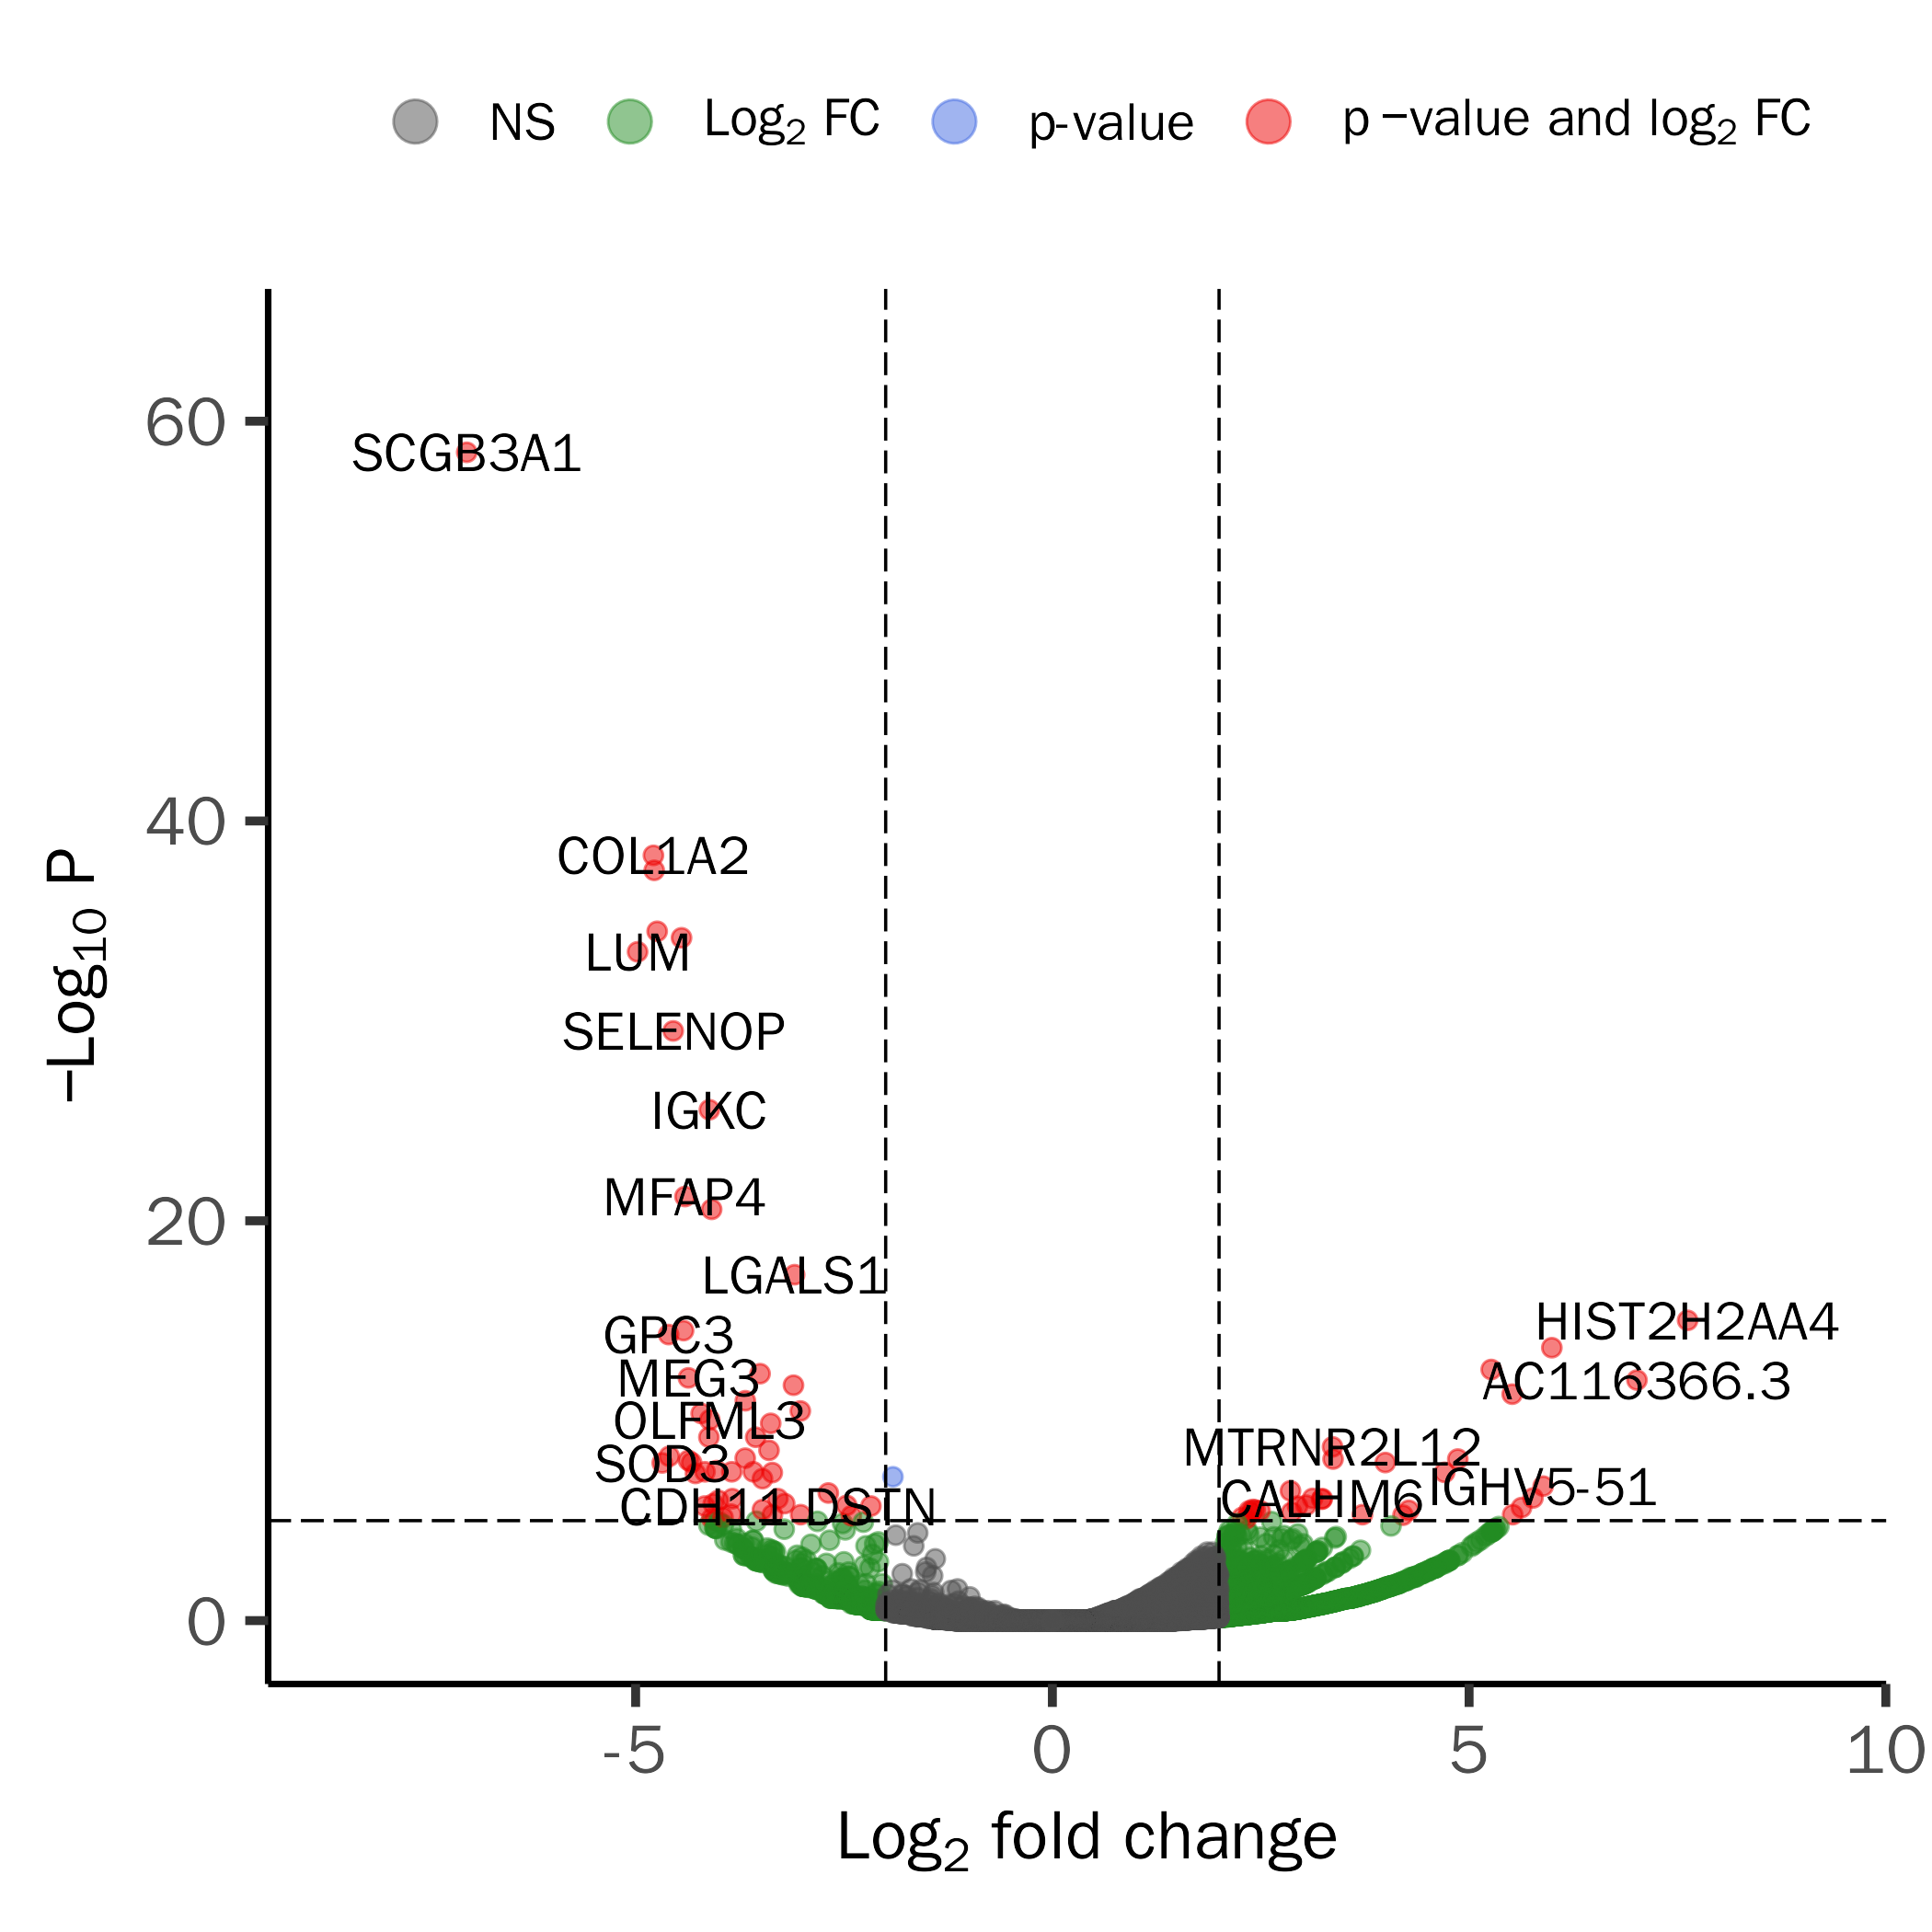 NS Log2 FC p-value p −value and log2 FC
60
SCGB3A1
40
COL1A2
LUM
SELENOP
IGKC
MFAP4
20
LGALS1
HIST2H2AA4
GPC3
MEG3 AC116366.3
OLFML3
MTRNR2L12
SOD3
IGHV5-51
CDH11 DSTN CALHM6
0
−Log10 P
-5 0 5 10
Log2 fold change